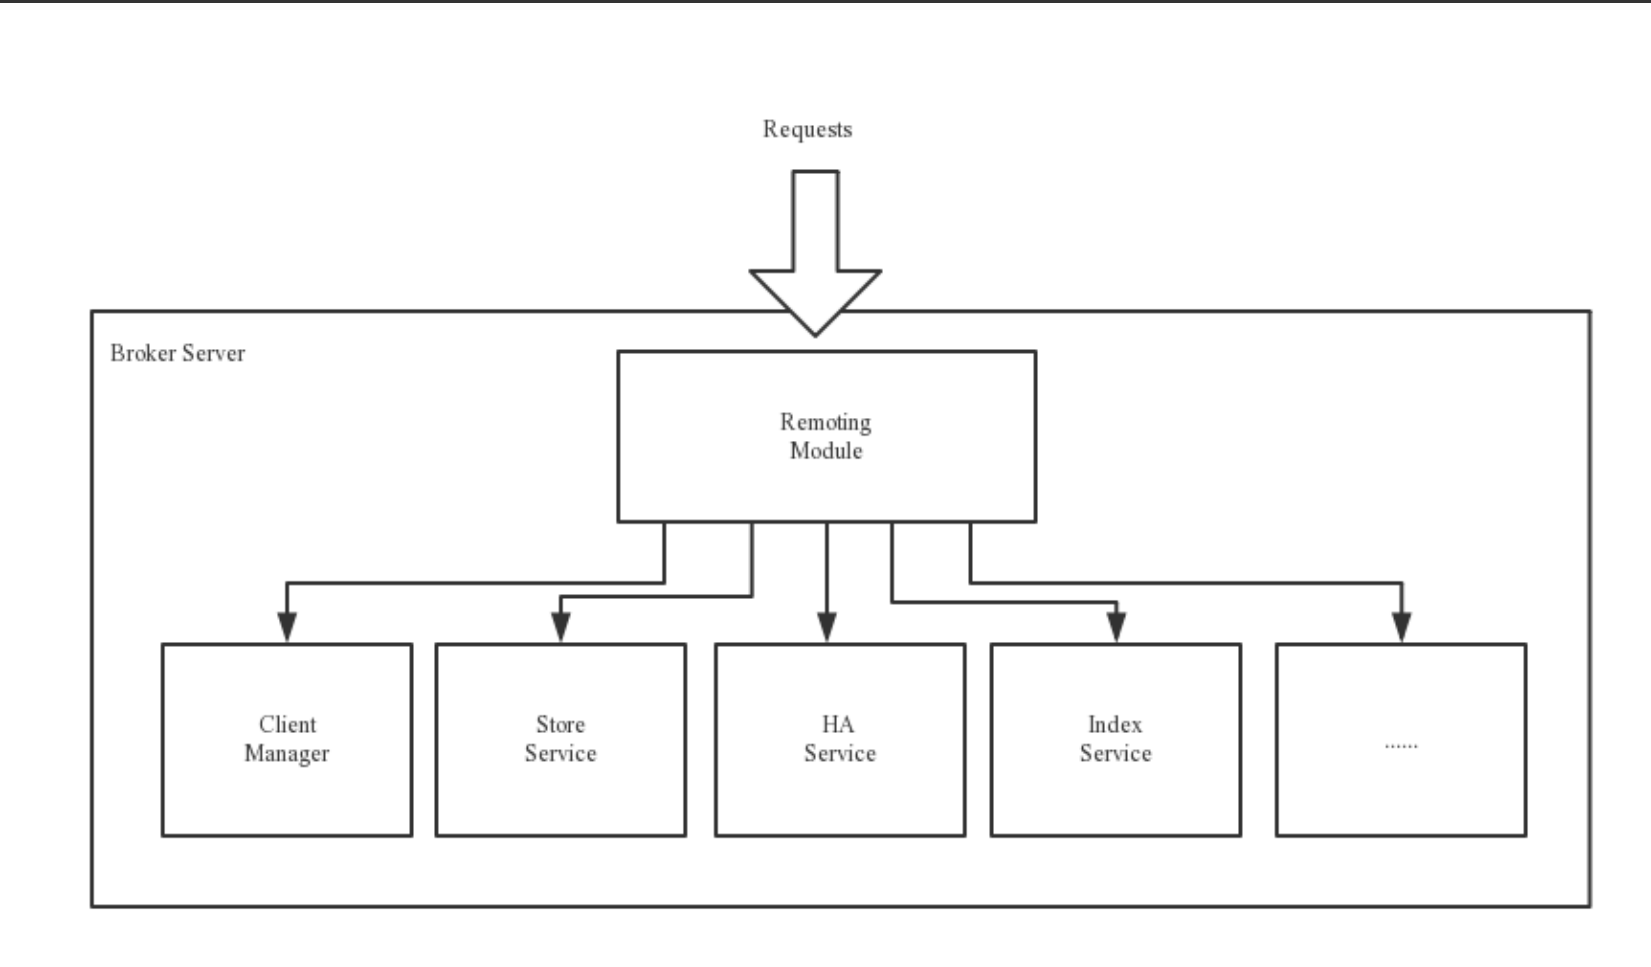 Requests
Broker Server
Remoting
Module
Client
Manager
Store
Service
HA
Service
Index
Service
......